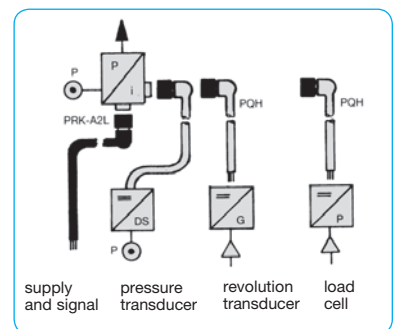 P
P
i
PQH
PQH
PRK-A2L
DS
G
P
P
supply pressure revolution load
and signal transducer transducer cell